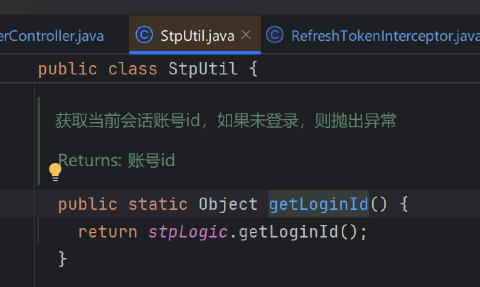 erController.java StpUtil.java RefreshTokenInterceptor.java
public class StpUtil {
获取当前会话账号id，如果未登录，则抛出异常
Returns: 账号id
public static Object getLoginId() {
return stpLogic.getLoginId();
}